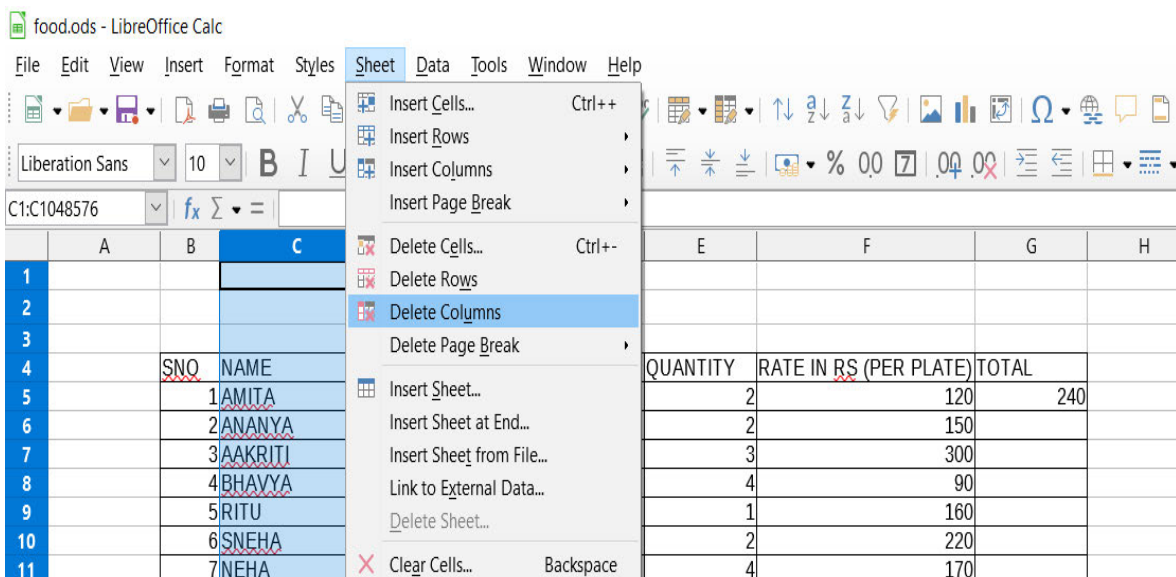 food.ods - LibreOffice Calc
File Edit View Insert Format Styles Sheet Data Tools Window Help
Insert Cells... Ctrl++
Insert Rows
Liberation Sans 10 B I U % 00 7 .00 00
Insert Columns
Insert Page Break
C1:C1048576 fx Σ =
A B C E F G H
Delete Cells... Ctrl+-
1
Delete Rows
2
Delete Columns
3
Delete Page Break
4 SNO NAME QUANTITY RATE IN RS (PER PLATE) TOTAL
Insert Sheet...
5 1 AMITA 2 120 240
Insert Sheet at End...
6 2 ANANYA 2 150
Insert Sheet from File...
7 3 AAKRITI 3 300
Link to External Data...
8 4 BHAVYA 4 90
Delete Sheet...
9 5 RITU 1 160
10 6 SNEHA 2 220
Clear Cells... Backspace
11 7 NEHA 4 170